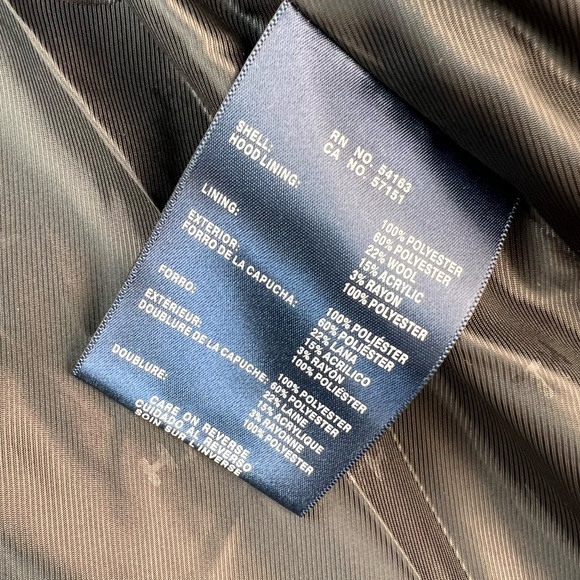 RN NO. 54163
CA NO. 57151
SHELL: 100% POLYESTER
HOOD LINING: 60% POLYESTER
22% WOOL
15% ACRYLIC
3% RAYON
LINING: 100% POLYESTER
EXTERIOR: 100% POLIÉSTER
FORRO DE LA CAPUCHA: 60% POLIÉSTER
22% LANA
15% ACRILICO
3% RAYON
FORRO: 100% POLIÉSTER
EXTERIEUR: 100% POLYESTER
DOUBLURE DE LA CAPUCHE: 60% POLYESTER
22% LAINE
15% ACRYLIQUE
3% RAYONNE
DOUBLURE: 100% POLYESTER
CARE ON REVERSE
CUIDADO AL REVERSO
SOIN SUR L'INVERSE